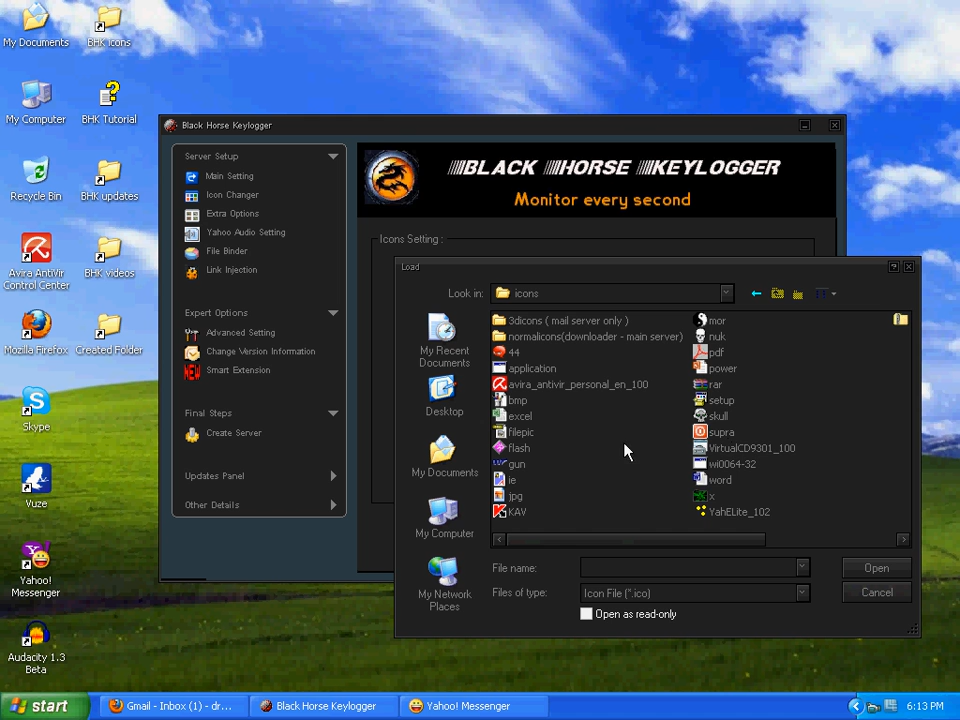 My Documents
BHK icons
My Computer
BHK Tutorial
Recycle Bin
BHK updates
Avira AntiVir
Control Center
BHK videos
Mozilla Firefox
Created Folder
Skype
Vuze
Yahoo!
Messenger
Audacity 1.3
Beta
Black Horse Keylogger
Server Setup
Main Setting
Icon Changer
Extra Options
Yahoo Audio Setting
File Binder
Link Injection
Expert Options
Advanced Setting
Change Version Information
NEW
Smart Extension
Final Steps
Create Server
Updates Panel
Other Details
BLACK HORSE KEYLOGGER
Monitor every second
Icons Setting :
Load
Look in:
icons
My Recent
Documents
Desktop
My Documents
My Computer
My Network
Places
3dicons ( mail server only )
normalicons(downloader - main server)
44
application
avira_antivir_personal_en_100
bmp
excel
filepic
flash
gun
ie
jpg
KAV
mor
nuk
pdf
power
rar
setup
skull
supra
VirtualCD9301_100
wi0064-32
word
x
YahELite_102
File name:
Open
Files of type:
Icon File (*.ico)
Cancel
Open as read-only
start
Gmail - Inbox (1) - dr...
Black Horse Keylogger
Yahoo! Messenger
6:13 PM